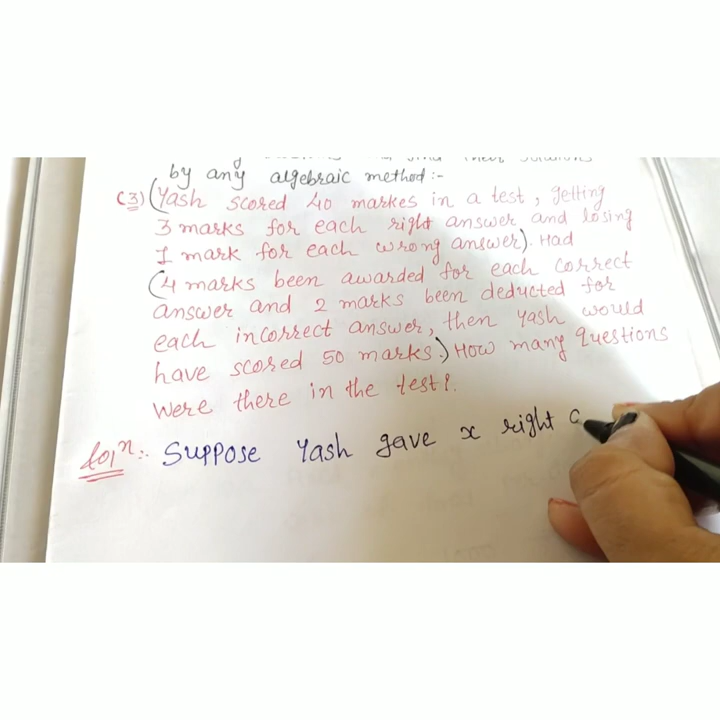 by any algebraic method:-
(3) (Yash scored 40 markes in a test, getting
3 marks for each right answer and losing
1 mark for each wrong answer). Had
(4 marks been awarded for each correct
answer and 2 marks been deducted for
each incorrect answer, then Yash would
have scored 50 marks.) How many questions
were there in the test?
Solⁿ:- Suppose Yash gave x right a